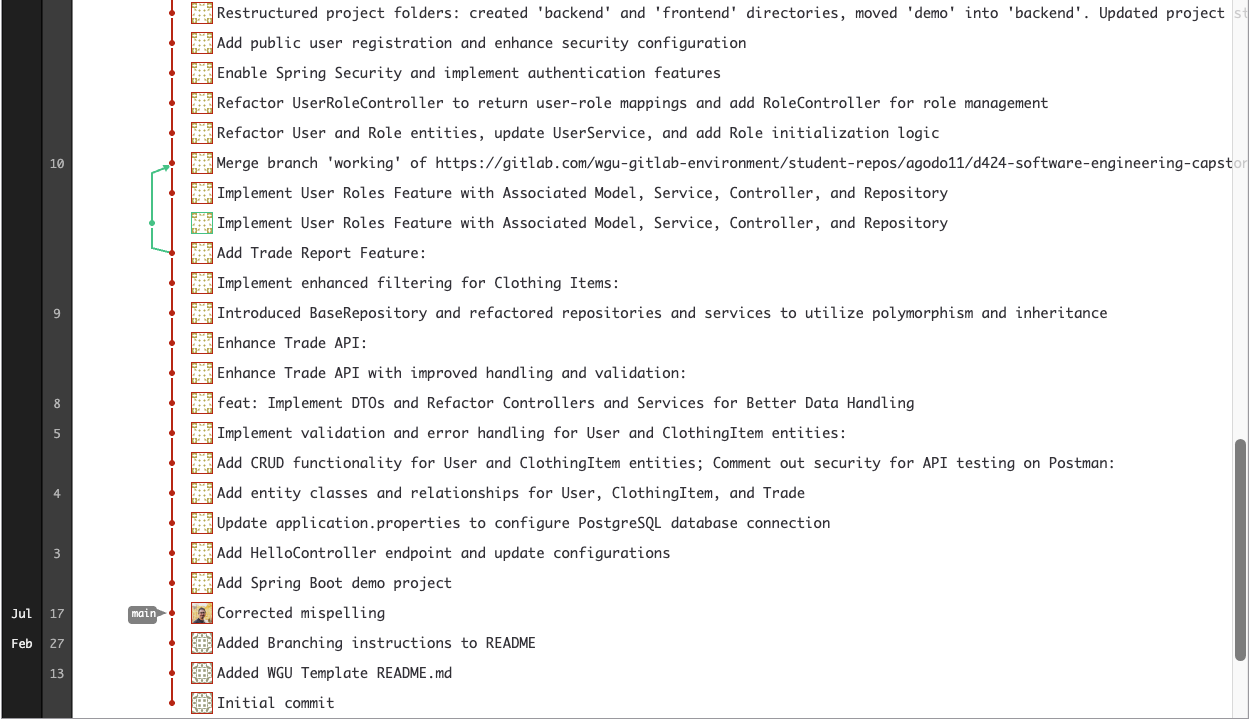 Restructured project folders: created 'backend' and 'frontend' directories, moved 'demo' into 'backend'. Updated project st
Add public user registration and enhance security configuration
Enable Spring Security and implement authentication features
Refactor UserRoleController to return user-role mappings and add RoleController for role management
Refactor User and Role entities, update UserService, and add Role initialization logic
10 Merge branch 'working' of https://gitlab.com/wgu-gitlab-environment/student-repos/agodo11/d424-software-engineering-capstor
Implement User Roles Feature with Associated Model, Service, Controller, and Repository
Implement User Roles Feature with Associated Model, Service, Controller, and Repository
Add Trade Report Feature:
Implement enhanced filtering for Clothing Items:
9 Introduced BaseRepository and refactored repositories and services to utilize polymorphism and inheritance
Enhance Trade API:
Enhance Trade API with improved handling and validation:
8 feat: Implement DTOs and Refactor Controllers and Services for Better Data Handling
5 Implement validation and error handling for User and ClothingItem entities:
Add CRUD functionality for User and ClothingItem entities; Comment out security for API testing on Postman:
4 Add entity classes and relationships for User, ClothingItem, and Trade
Update application.properties to configure PostgreSQL database connection
3 Add HelloController endpoint and update configurations
Add Spring Boot demo project
Jul 17 main Corrected mispelling
Feb 27 Added Branching instructions to README
13 Added WGU Template README.md
Initial commit